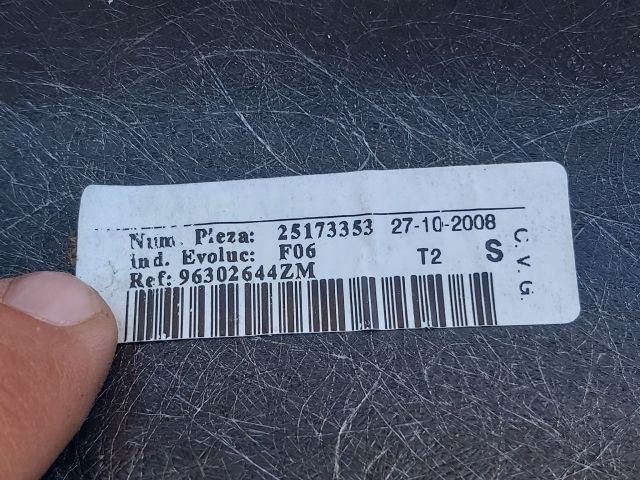 Num. Pieza: 25173353 27-10-2008
Ind. Evoluc: F06 T2 S
Ref: 96302644ZM
C.V.G.